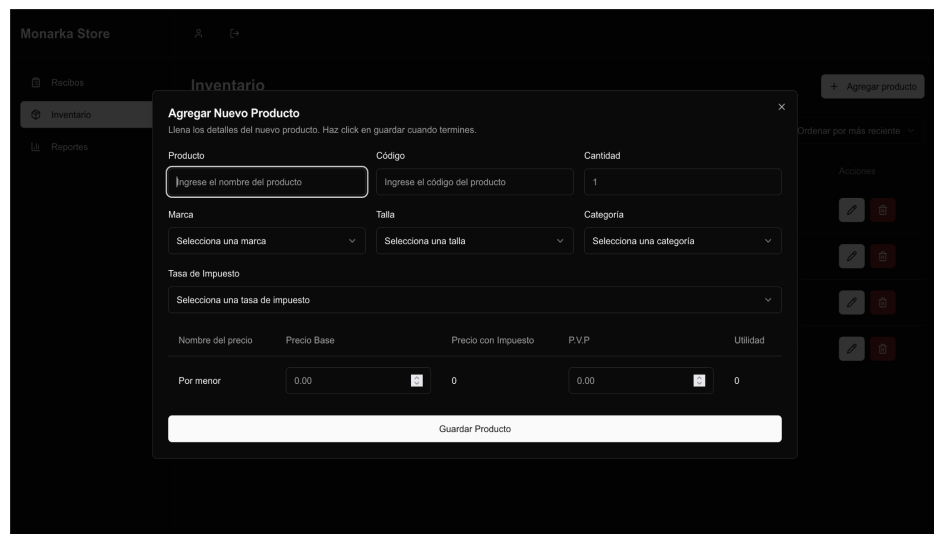 Monarka Store
Recibos
Inventario
Reportes
Inventario
+ Agregar producto
Ordenar por más reciente
Acciones
Agregar Nuevo Producto
Llena los detalles del nuevo producto. Haz click en guardar cuando termines.
Producto Código Cantidad
Ingrese el nombre del producto Ingrese el código del producto 1
Marca Talla Categoría
Selecciona una marca Selecciona una talla Selecciona una categoría
Tasa de Impuesto
Selecciona una tasa de impuesto
Nombre del precio Precio Base Precio con Impuesto P.V.P Utilidad
Por menor 0.00 0 0.00 0
Guardar Producto